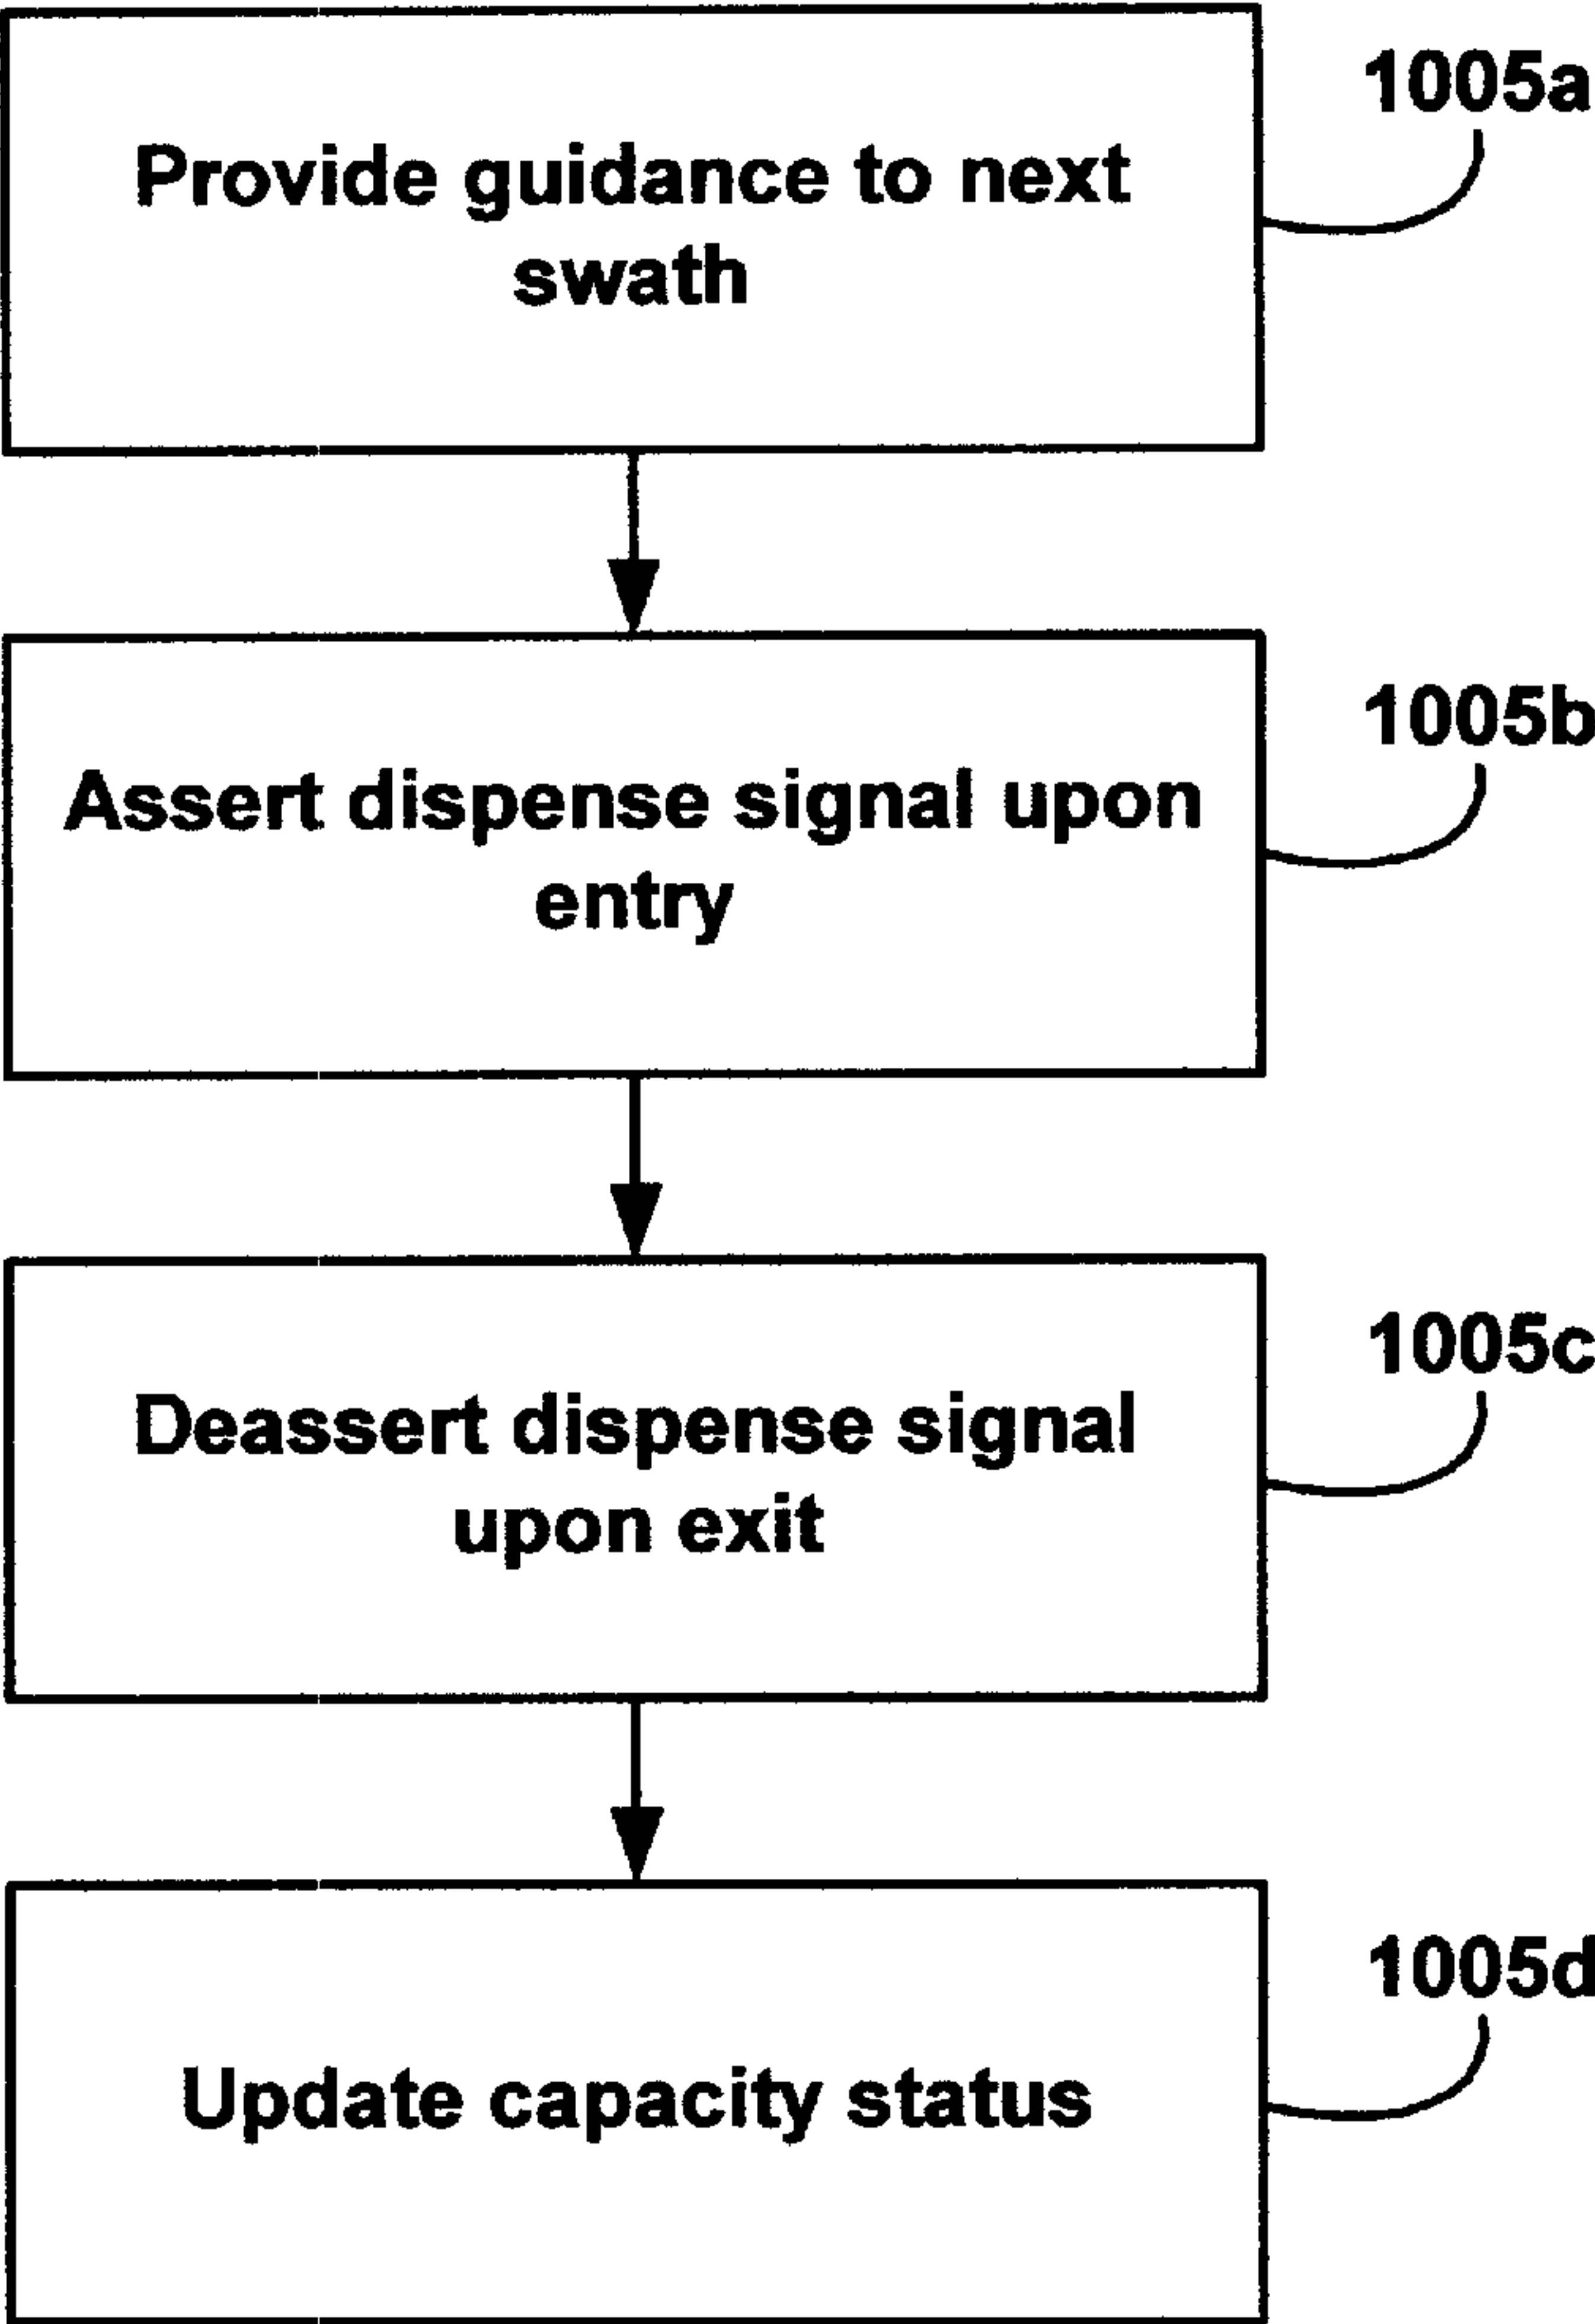 1005a
Provide guidance to next
swath
1005b
Assert dispense signal upon
entry
1005c
Deassert dispense signal
upon exit
1005d
Update capacity status